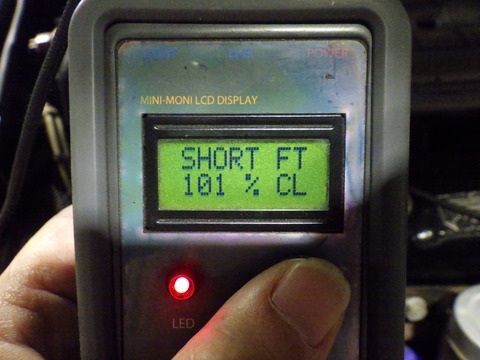 POWER
MINI-MONI LCD DISPLAY
SHORT FT
101 % CL
LED